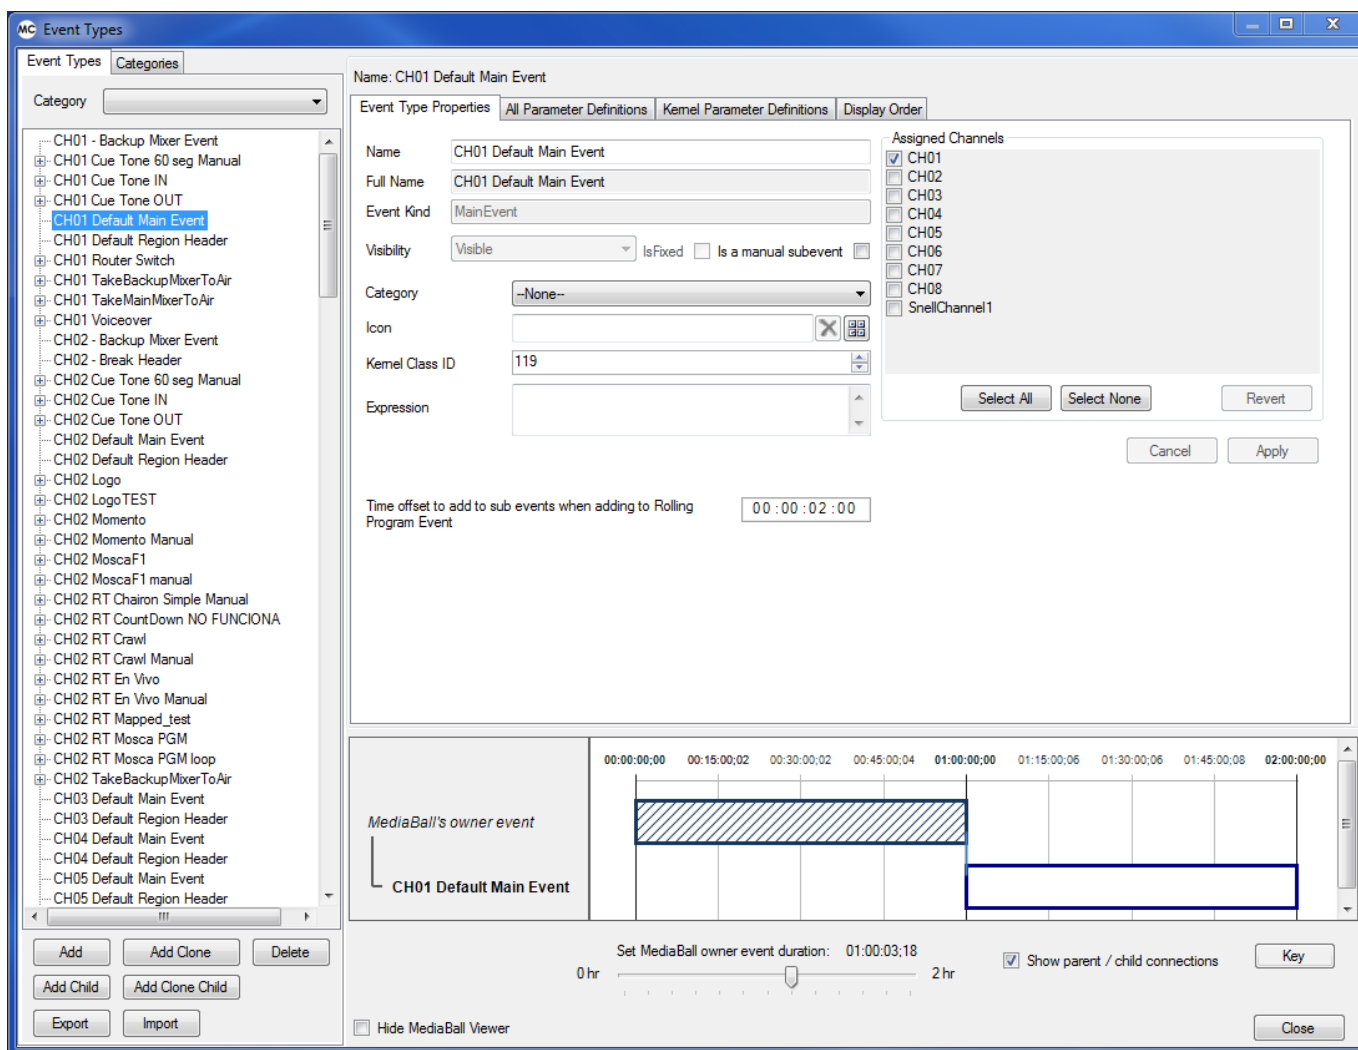 MC Event Types
Event Types Categories
Category
CH01 - Backup Mixer Event
CH01 Cue Tone 60 seg Manual
CH01 Cue Tone IN
CH01 Cue Tone OUT
CH01 Default Main Event
CH01 Default Region Header
CH01 Router Switch
CH01 TakeBackupMixerToAir
CH01 TakeMainMixerToAir
CH01 Voiceover
CH02 - Backup Mixer Event
CH02 - Break Header
CH02 Cue Tone 60 seg Manual
CH02 Cue Tone IN
CH02 Cue Tone OUT
CH02 Default Main Event
CH02 Default Region Header
CH02 Logo
CH02 LogoTEST
CH02 Momento
CH02 Momento Manual
CH02 MoscaF1
CH02 MoscaF1 manual
CH02 RT Chairon Simple Manual
CH02 RT CountDown NO FUNCIONA
CH02 RT Crawl
CH02 RT Crawl Manual
CH02 RT En Vivo
CH02 RT En Vivo Manual
CH02 RT Mapped_test
CH02 RT Mosca PGM
CH02 RT Mosca PGM loop
CH02 TakeBackupMixerToAir
CH03 Default Main Event
CH03 Default Region Header
CH04 Default Main Event
CH04 Default Region Header
CH05 Default Main Event
CH05 Default Region Header
Add Add Clone Delete
Add Child Add Clone Child
Export Import
Name: CH01 Default Main Event
Event Type Properties All Parameter Definitions Kernel Parameter Definitions Display Order
Name CH01 Default Main Event
Full Name CH01 Default Main Event
Event Kind MainEvent
Visibility Visible IsFixed Is a manual subevent
Category --None--
Icon
Kernel Class ID 119
Expression
Time offset to add to sub events when adding to Rolling
Program Event
00:00:02:00
Assigned Channels
CH01
CH02
CH03
CH04
CH05
CH06
CH07
CH08
SnellChannel1
Select All Select None Revert
Cancel Apply
00:00:00;00 00:15:00;02 00:30:00;02 00:45:00;04 01:00:00;00 01:15:00;06 01:30:00;06 01:45:00;08 02:00:00;00
MediaBall's owner event
CH01 Default Main Event
Set MediaBall owner event duration: 01:00:03;18
0 hr 2 hr
Show parent / child connections
Key
Hide MediaBall Viewer
Close